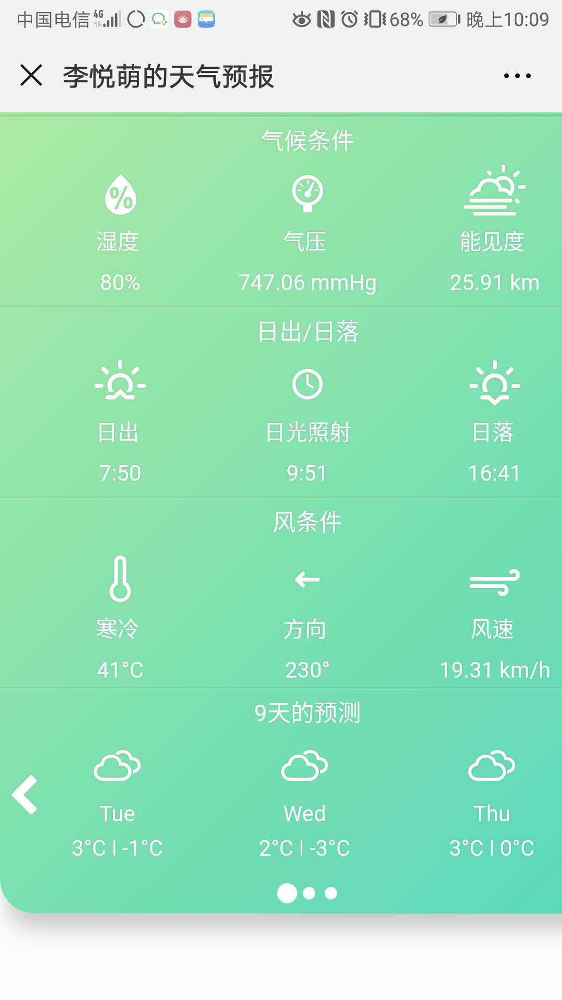 中国电信 4G 68% 晚上10:09
李悦萌的天气预报
气候条件
%
湿度 气压 能见度
80% 747.06 mmHg 25.91 km
日出/日落
日出 日光照射 日落
7:50 9:51 16:41
风条件
寒冷 方向 风速
41°C 230° 19.31 km/h
9天的预测
Tue Wed Thu
3°C | -1°C 2°C | -3°C 3°C | 0°C